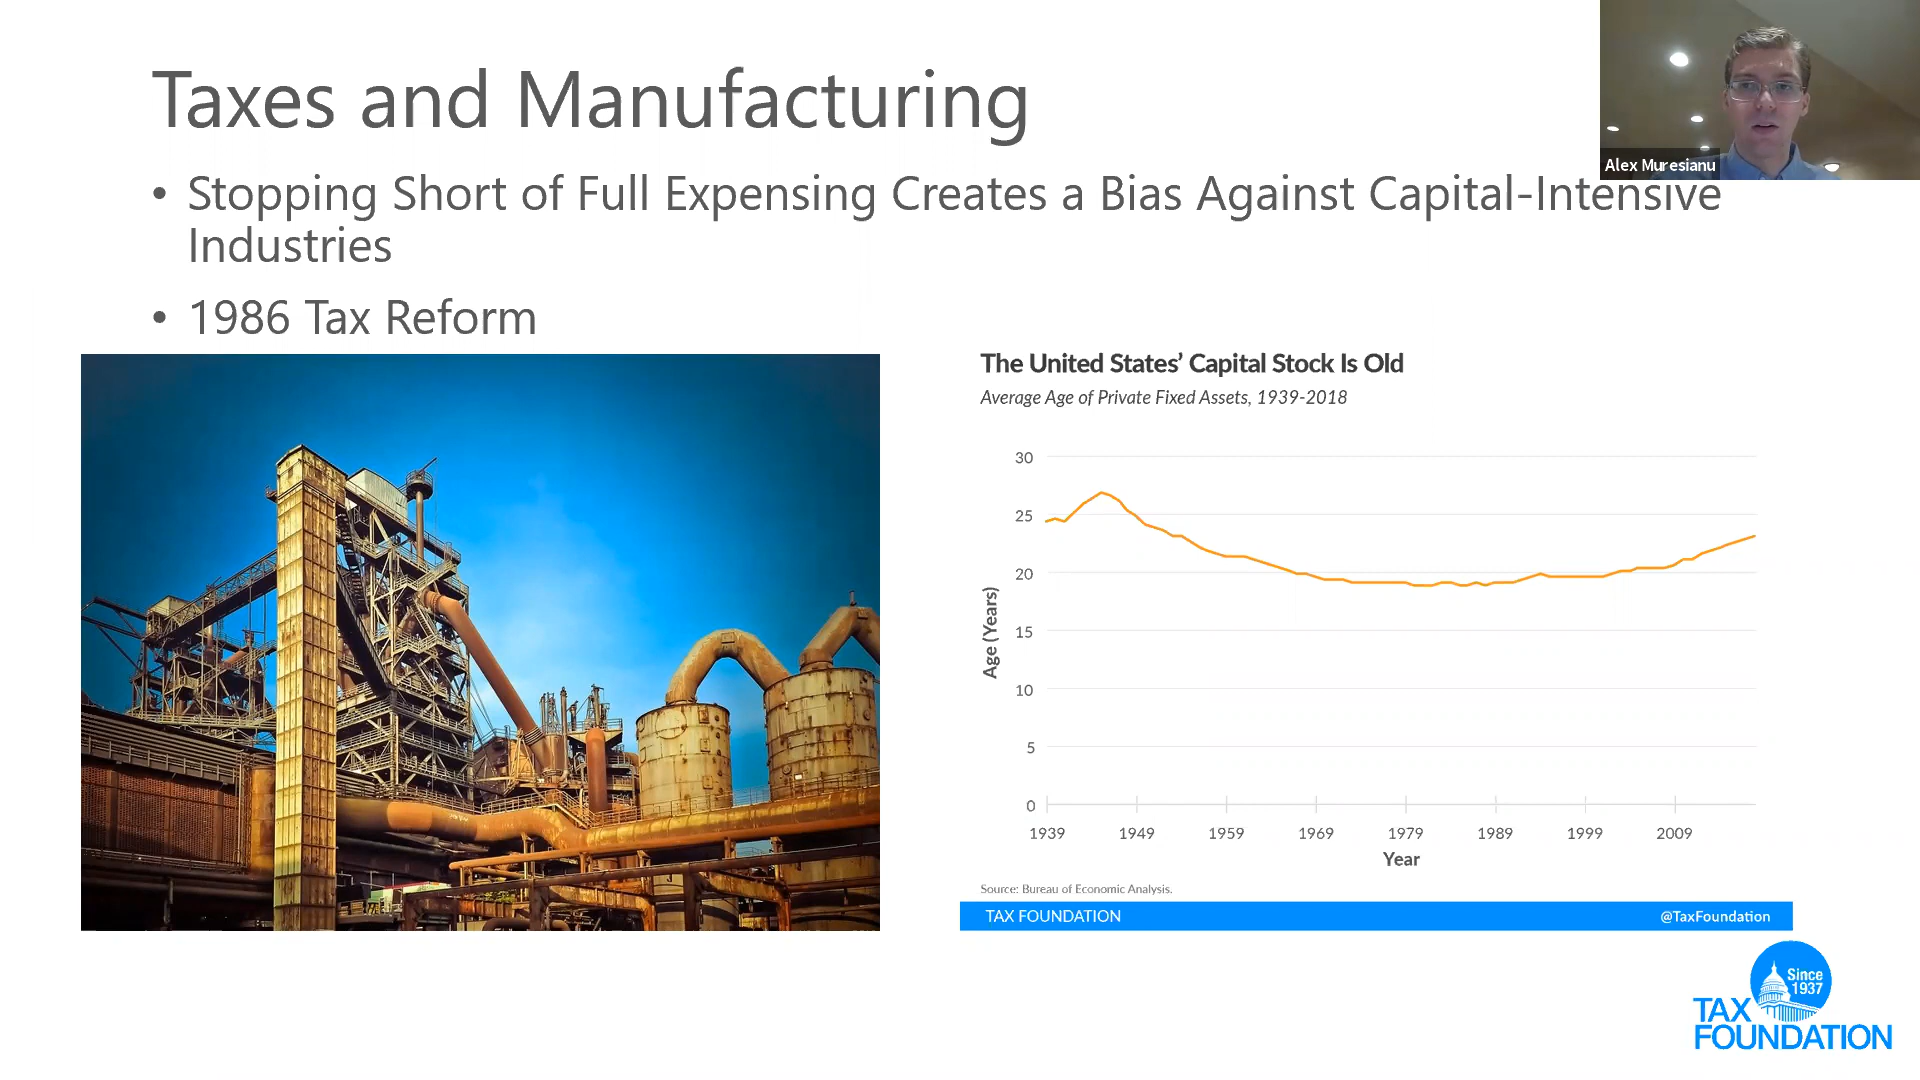 Taxes and Manufacturing
Alex Muresianu
• Stopping Short of Full Expensing Creates a Bias Against Capital-Intensive
Industries
• 1986 Tax Reform
The United States’ Capital Stock Is Old
Average Age of Private Fixed Assets, 1939-2018
30
25
20
15
10
5
0
Age (Years)
1939 1949 1959 1969 1979 1989 1999 2009
Year
Source: Bureau of Economic Analysis.
TAX FOUNDATION @TaxFoundation
Since
1937
TAX
FOUNDATION